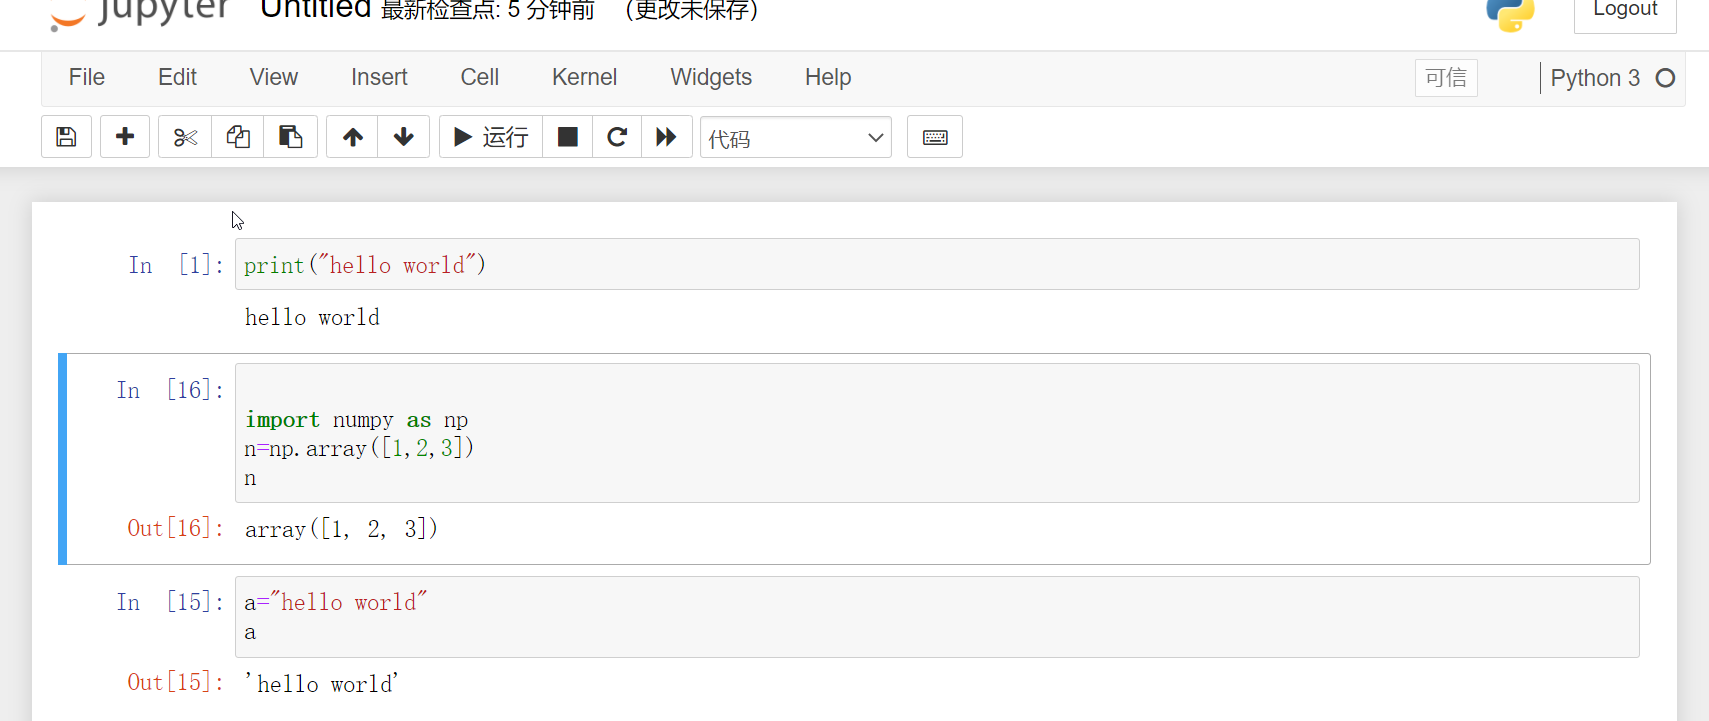 jupyter Untitled 最新检查点: 5 分钟前 （更改未保存） Logout
File Edit View Insert Cell Kernel Widgets Help 可信 Python 3
运行 代码
In [1]: print("hello world")
hello world
In [16]:
import numpy as np
n=np.array([1,2,3])
n
Out[16]: array([1, 2, 3])
In [15]: a="hello world"
a
Out[15]: 'hello world'